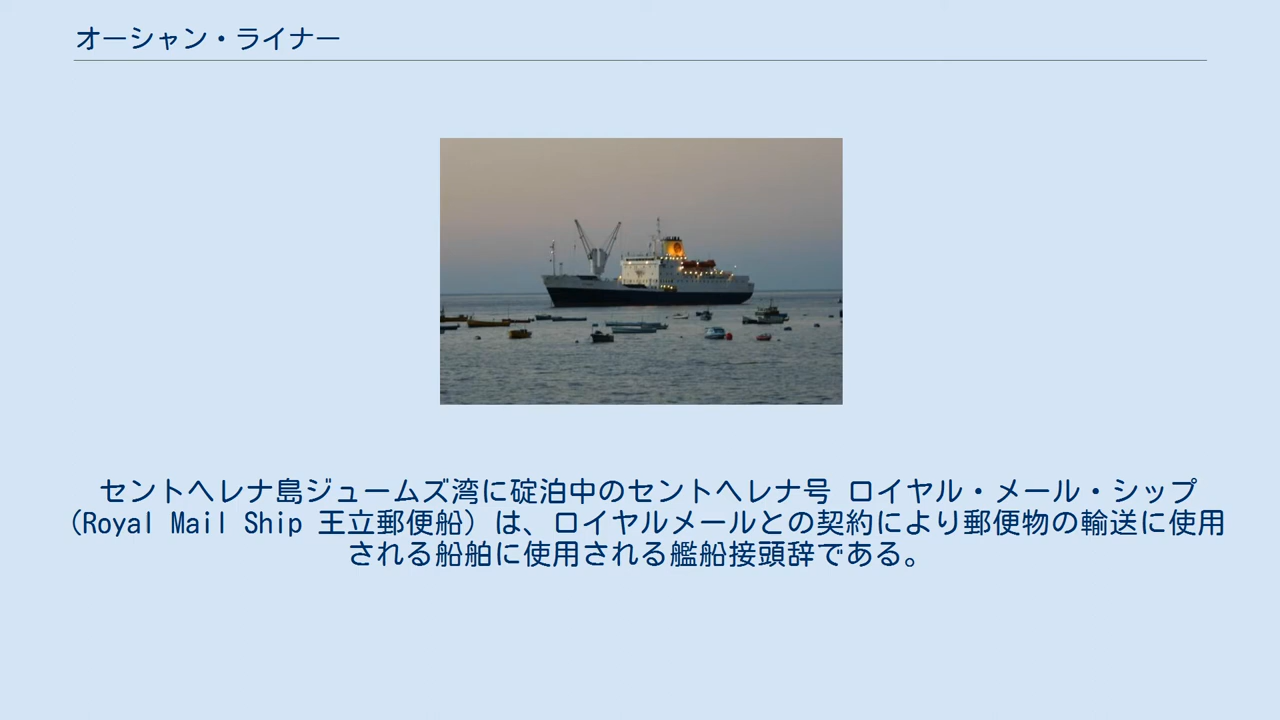 オーシャン・ライナー
セントヘレナ島ジェームズ湾に碇泊中のセントヘレナ号 ロイヤル・メール・シップ
(Royal Mail Ship 王立郵便船) は、ロイヤルメールとの契約により郵便物の輸送に使用
される船舶に使用される艦船接頭辞である。